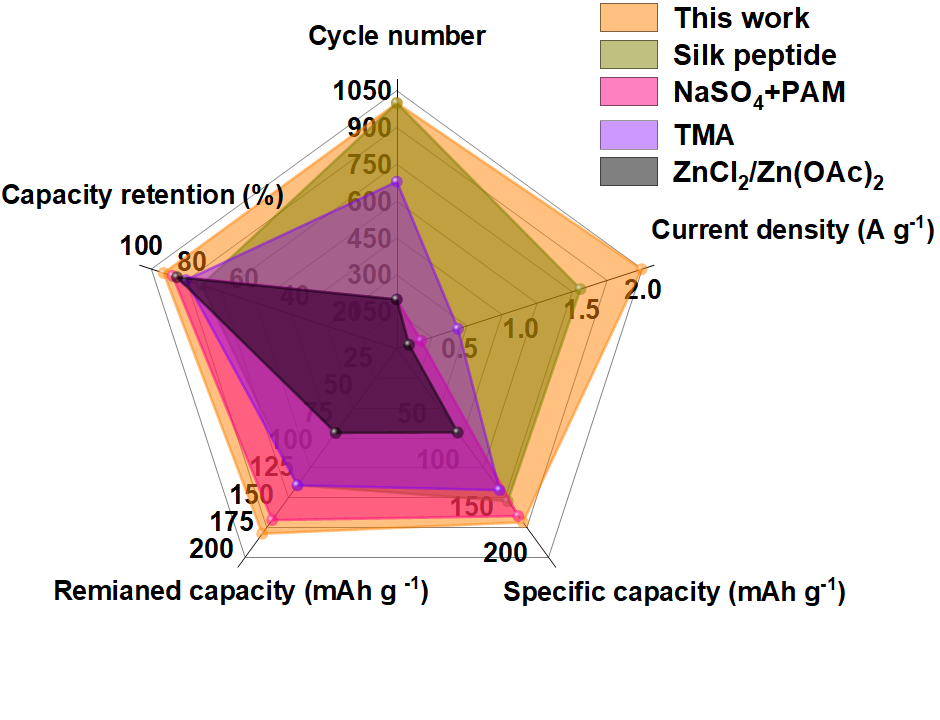 This work
Silk peptide
NaSO4+PAM
TMA
ZnCl2/Zn(OAc)2
Cycle number
1050
900
750
600
450
300
150
Capacity retention (%)
100
80
60
40
20
Current density (A g-1)
0.5
1.0
1.5
2.0
25
50
75
100
125
150
175
200
50
100
150
200
Remianed capacity (mAh g -1)
Specific capacity (mAh g-1)